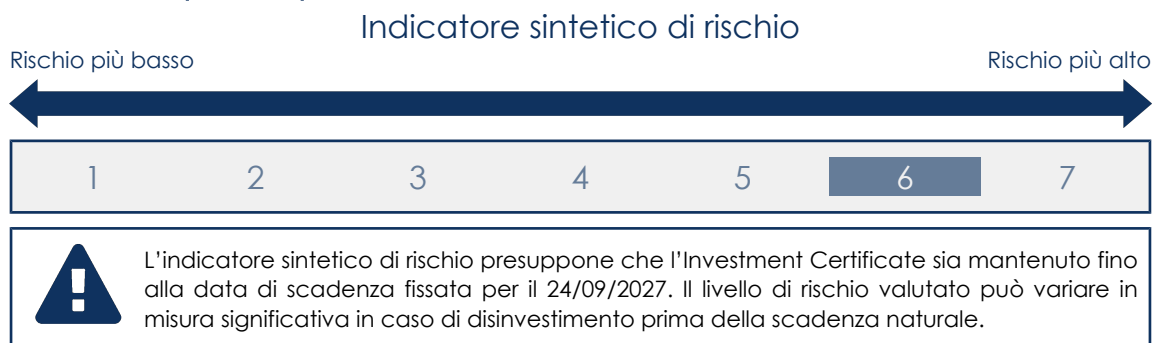 Indicatore sintetico di rischio
Rischio più basso
Rischio più alto
1 2 3 4 5 6 7
L'indicatore sintetico di rischio presuppone che l'Investment Certificate sia mantenuto fino
alla data di scadenza fissata per il 24/09/2027. Il livello di rischio valutato può variare in
misura significativa in caso di disinvestimento prima della scadenza naturale.